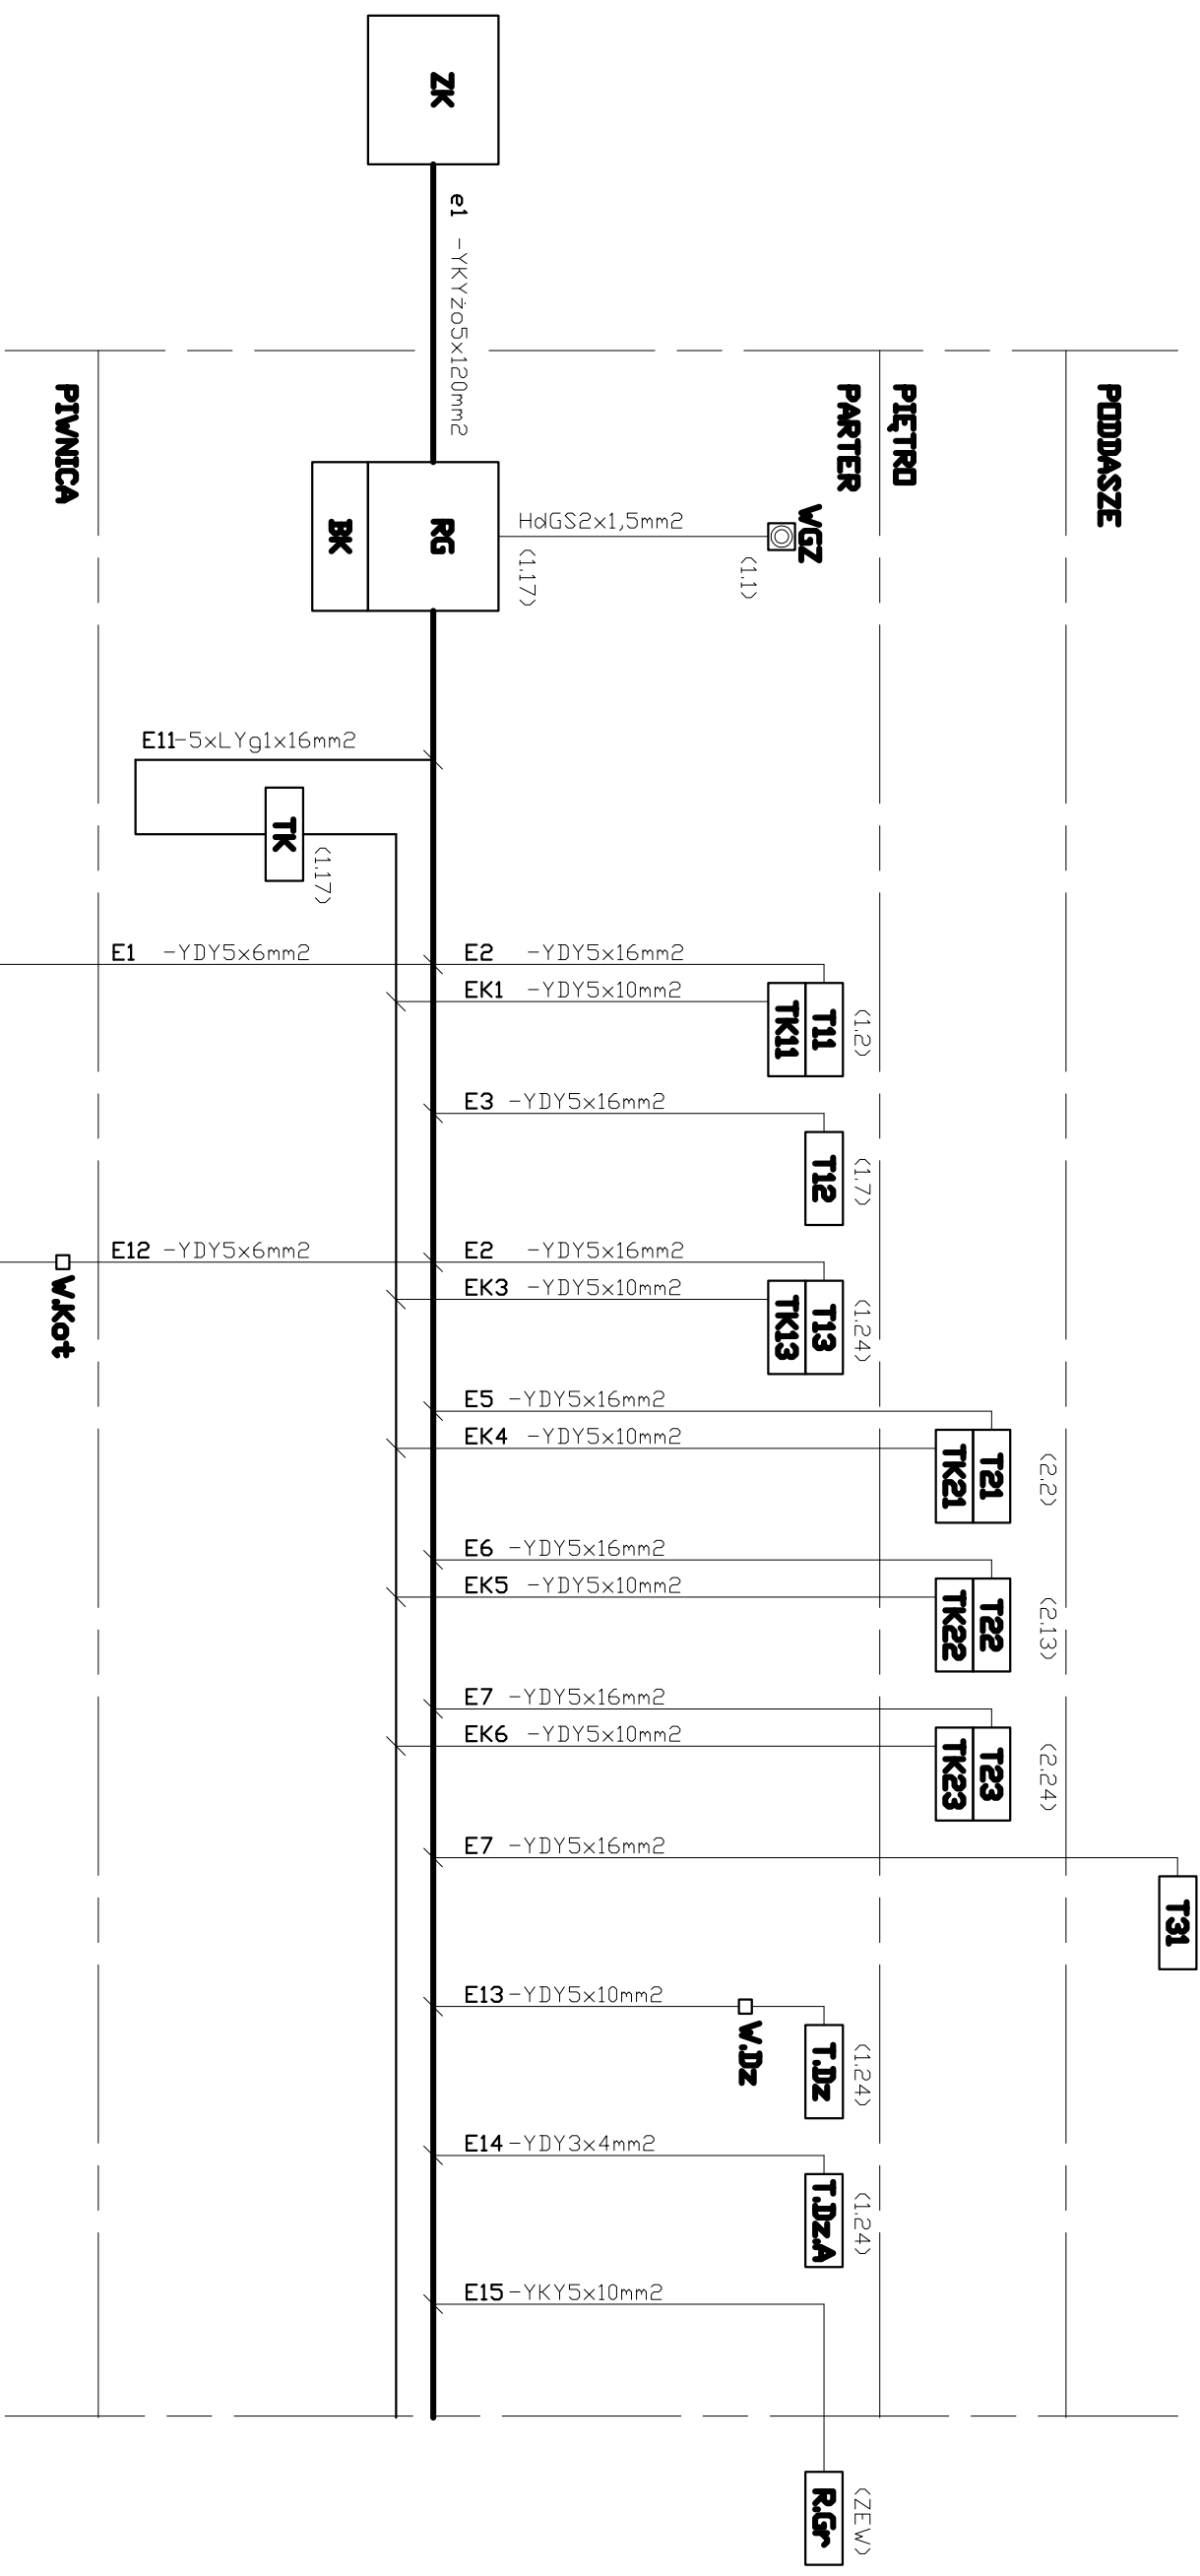 ZK
e1 -YKYżo5x120mm2
PIWNICA
PARTER
PIĘTRO
PODDASZE
RG
BK
HdGS2x1,5mm2
(1.17)
(1.1)
WGZ
E11-5xLYg1x16mm2
TK
(1.17)
E1 -YDY5x6mm2
E2 -YDY5x16mm2
EK1 -YDY5x10mm2
T11
TK11
(1.2)
E3 -YDY5x16mm2
T12
(1.7)
E12 -YDY5x6mm2
W.Kot
E2 -YDY5x16mm2
EK3 -YDY5x10mm2
T13
TK13
(1.24)
E5 -YDY5x16mm2
EK4 -YDY5x10mm2
T21
TK21
(2.2)
E6 -YDY5x16mm2
EK5 -YDY5x10mm2
T22
TK22
(2.13)
E7 -YDY5x16mm2
EK6 -YDY5x10mm2
T23
TK23
(2.24)
E7 -YDY5x16mm2
T31
E13-YDY5x10mm2
W.Dz
T.Dz
(1.24)
E14-YDY3x4mm2
T.Dz.A
(1.24)
E15-YKY5x10mm2
R.Gr
(ZEW)